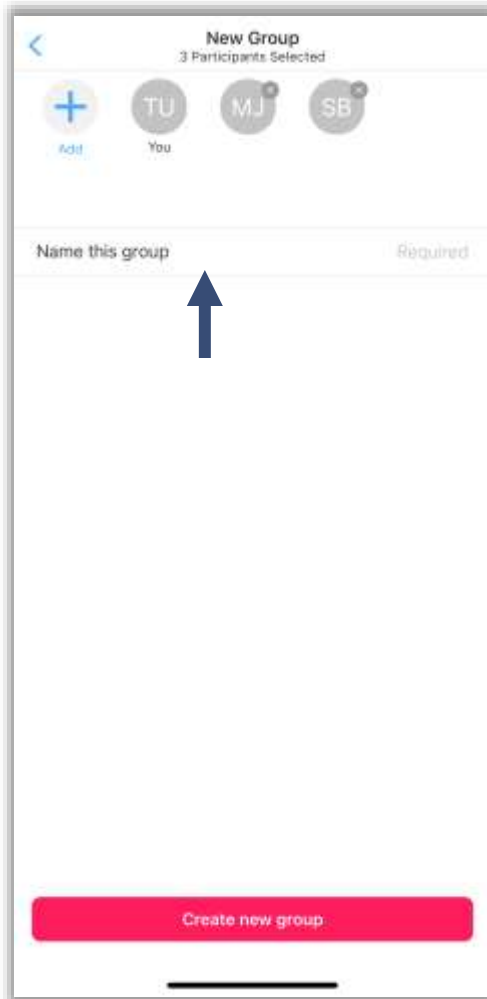 New Group
3 Participants Selected
TU MJ SB
Add You
Name this group Required
Create new group